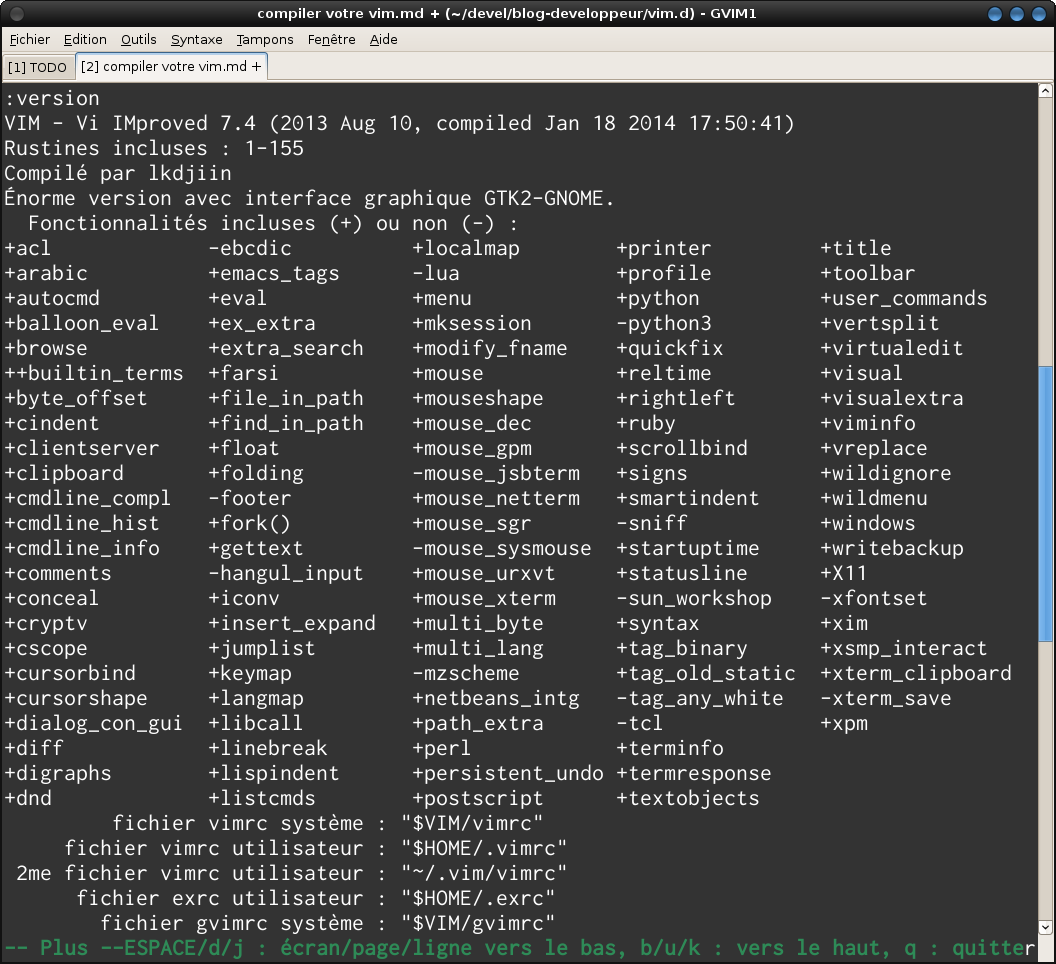 compiler votre vim.md + (~/devel/blog-developpeur/vim.d) - GVIM1
Fichier Edition Outils Syntaxe Tampons Fenêtre Aide
[1] TODO [2] compiler votre vim.md +
:version
VIM - Vi IMproved 7.4 (2013 Aug 10, compiled Jan 18 2014 17:50:41)
Rustines incluses : 1-155
Compilé par lkdjiin
Énorme version avec interface graphique GTK2-GNOME.
Fonctionnalités incluses (+) ou non (-) :
+acl -ebcdic +localmap +printer +title
+arabic +emacs_tags -lua +profile +toolbar
+autocmd +eval +menu +python +user_commands
+balloon_eval +ex_extra +mksession -python3 +vertsplit
+browse +extra_search +modify_fname +quickfix +virtualedit
++builtin_terms +farsi +mouse +reltime +visual
+byte_offset +file_in_path +mouseshape +rightleft +visualextra
+cindent +find_in_path +mouse_dec +ruby +viminfo
+clientserver +float +mouse_gpm +scrollbind +vreplace
+clipboard +folding -mouse_jsbterm +signs +wildignore
+cmdline_compl -footer +mouse_netterm +smartindent +wildmenu
+cmdline_hist +fork() +mouse_sgr -sniff +windows
+cmdline_info +gettext -mouse_sysmouse +startuptime +writebackup
+comments -hangul_input +mouse_urxvt +statusline +X11
+conceal +iconv +mouse_xterm -sun_workshop -xfontset
+cryptv +insert_expand +multi_byte +syntax +xim
+cscope +jumplist +multi_lang +tag_binary +xsmp_interact
+cursorbind +keymap -mzscheme +tag_old_static +xterm_clipboard
+cursorshape +langmap +netbeans_intg -tag_any_white -xterm_save
+dialog_con_gui +libcall +path_extra -tcl +xpm
+diff +linebreak +perl +terminfo
+digraphs +lispindent +persistent_undo +termresponse
+dnd +listcmds +postscript +textobjects
fichier vimrc système : "$VIM/vimrc"
fichier vimrc utilisateur : "$HOME/.vimrc"
2me fichier vimrc utilisateur : "~/.vim/vimrc"
fichier exrc utilisateur : "$HOME/.exrc"
fichier gvimrc système : "$VIM/gvimrc"
-- Plus --ESPACE/d/j : écran/page/ligne vers le bas, b/u/k : vers le haut, q : quitter